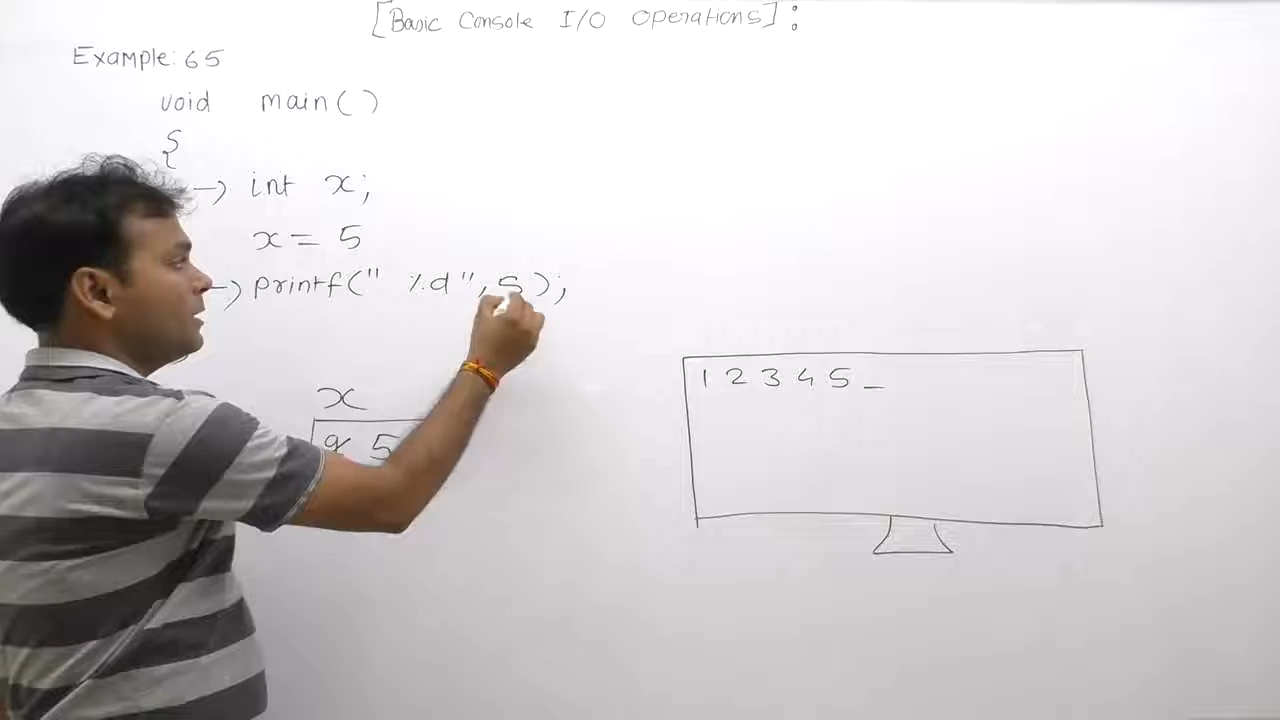 [Basic Console I/O Operations]:
Example: 65
void main( )
{
→ int x;
x = 5
→ printf(" %d", 5);
x
g 5
1 2 3 4 5 _